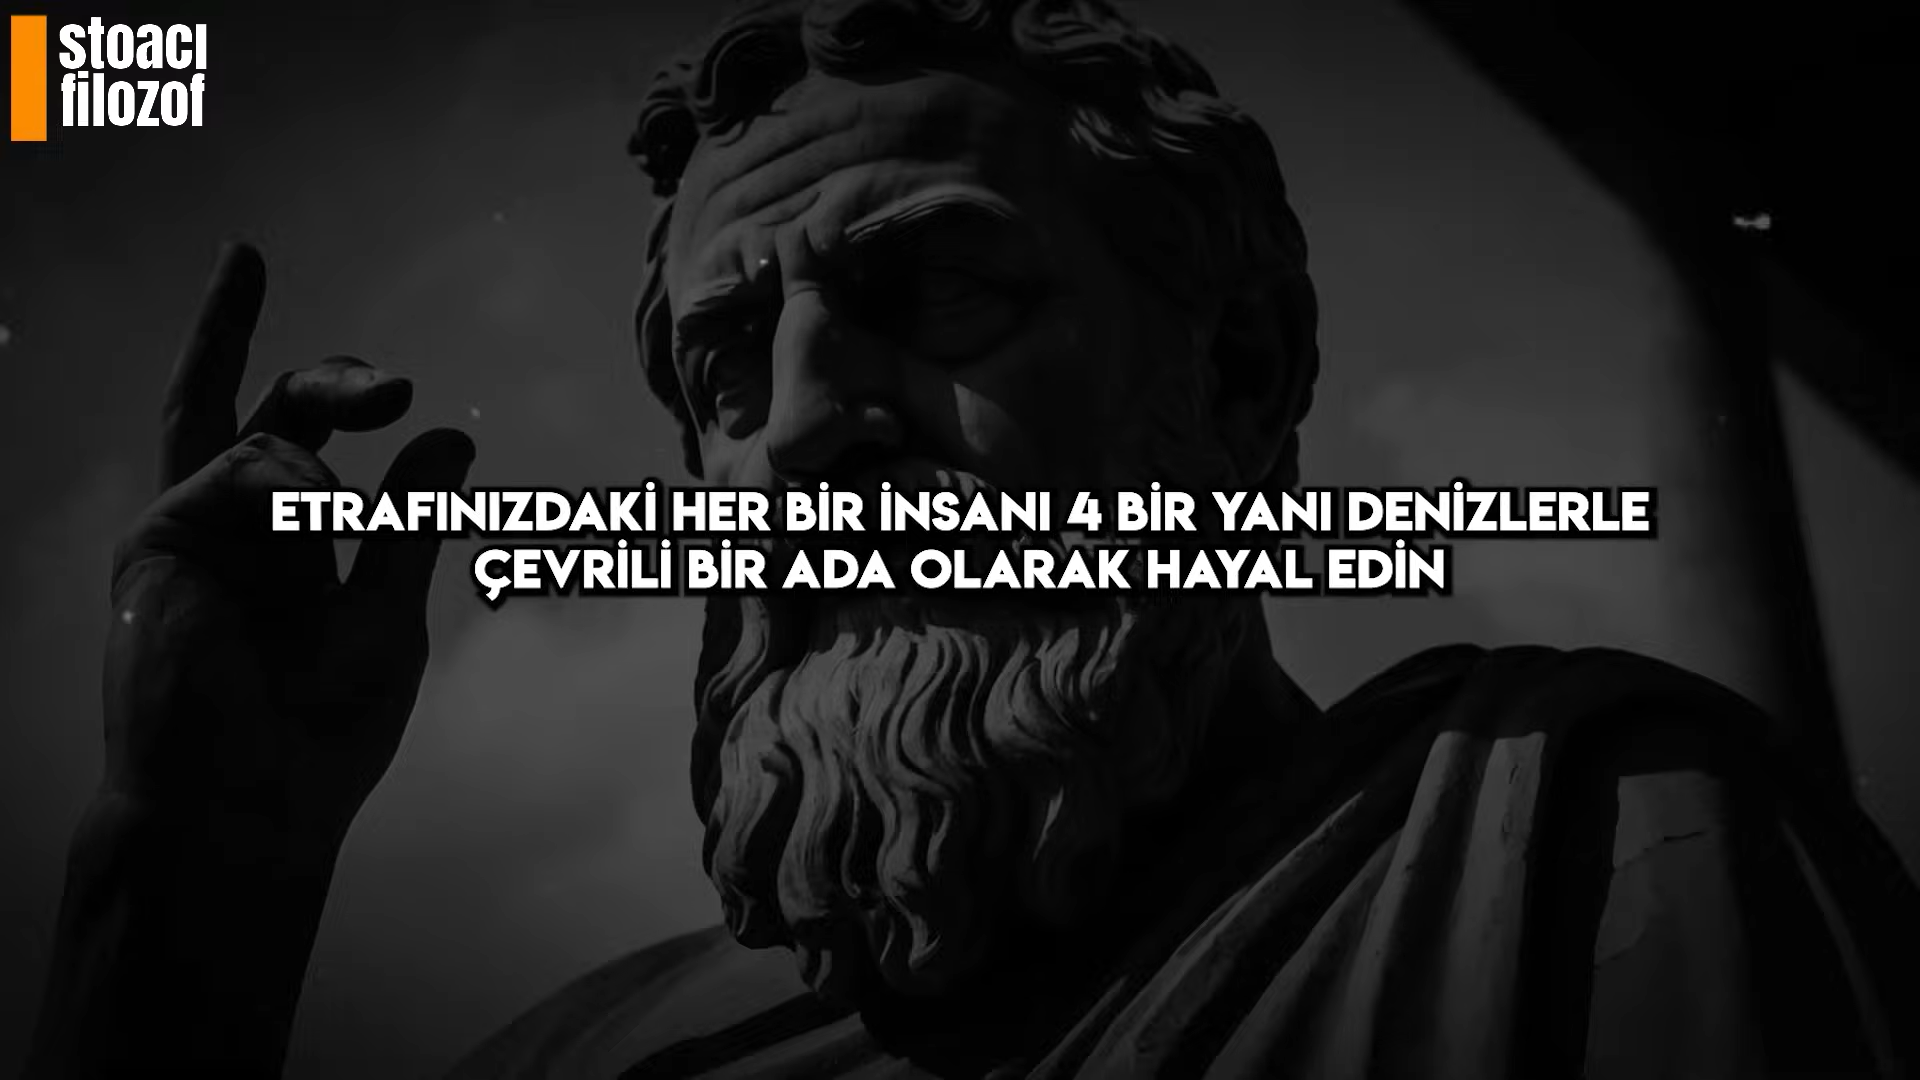 stoacı
filozof
ETRAFINIZDAKİ HER BİR İNSANI 4 BİR YANI DENİZLERLE
ÇEVRİLİ BİR ADA OLARAK HAYAL EDİN